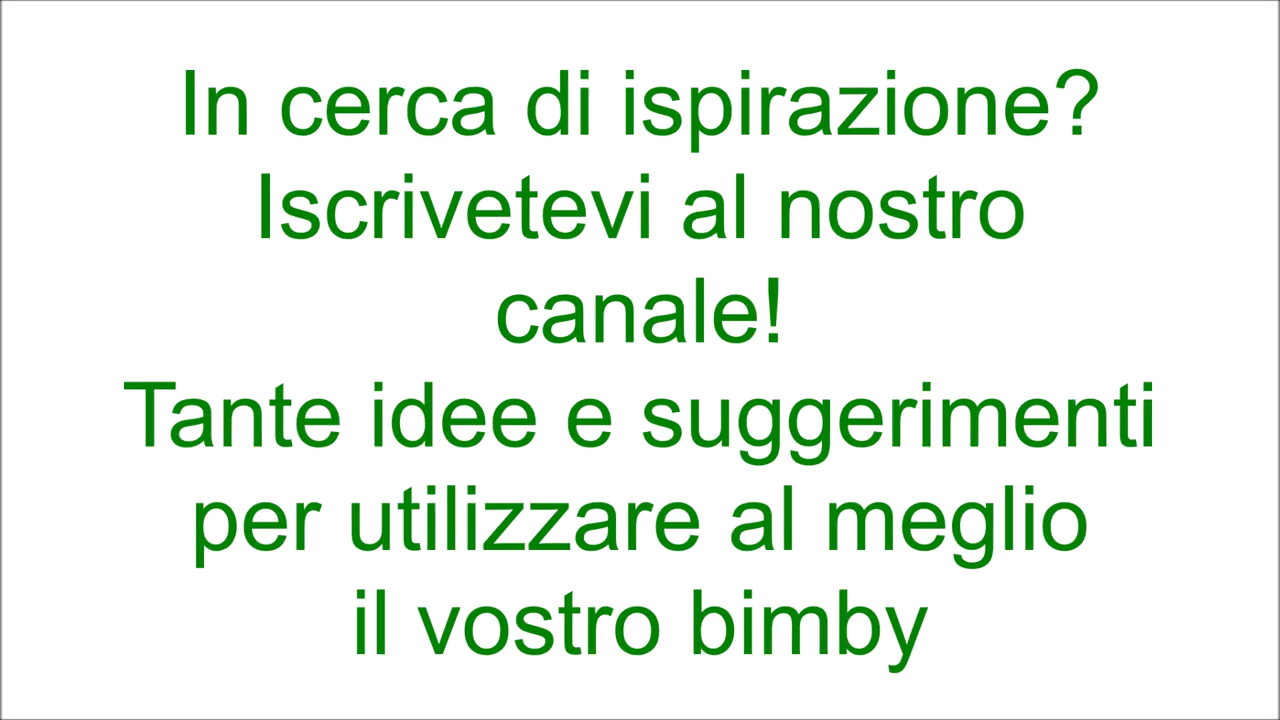 In cerca di ispirazione?
Iscrivetevi al nostro
canale!
Tante idee e suggerimenti
per utilizzare al meglio
il vostro bimby